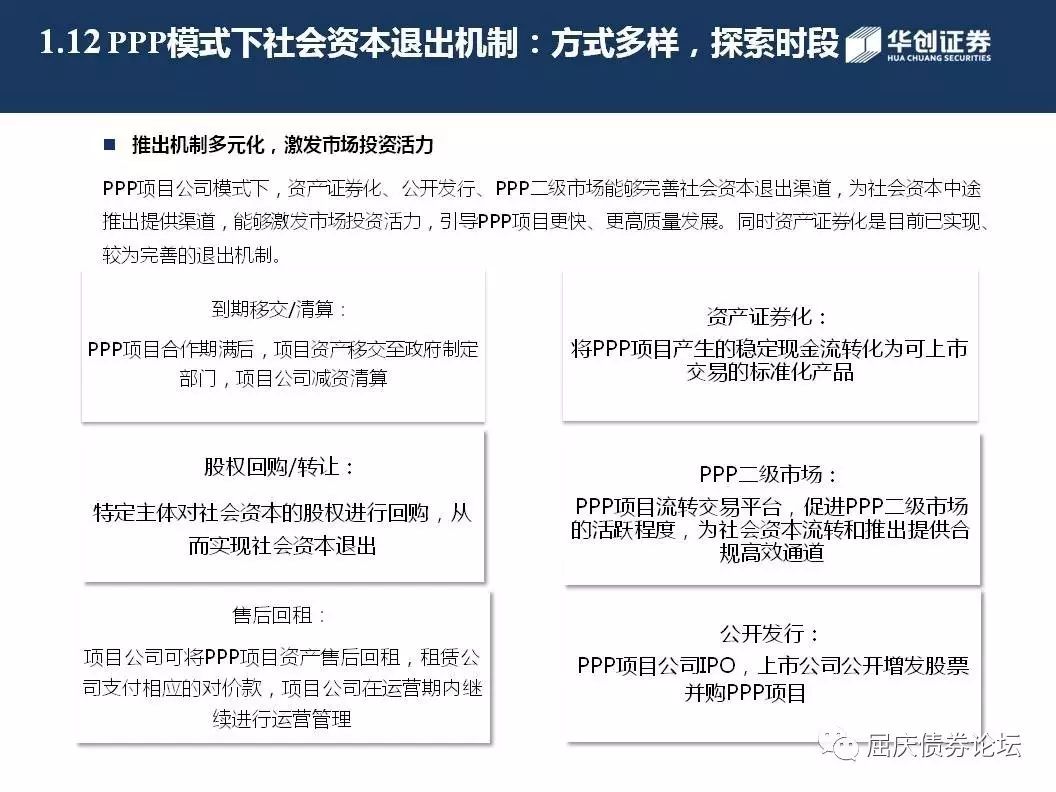 1.12 PPP模式下社会资本退出机制：方式多样，探索时段
华创证券
HUA CHUANG SECURITIES
推出机制多元化，激发市场投资活力
PPP项目公司模式下，资产证券化、公开发行、PPP二级市场能够完善社会资本退出渠道，为社会资本中途
推出提供渠道，能够激发市场投资活力，引导PPP项目更快、更高质量发展。同时资产证券化是目前已实现、
较为完善的退出机制。
到期移交/清算：
PPP项目合作期满后，项目资产移交至政府制定
部门，项目公司减资清算
资产证券化：
将PPP项目产生的稳定现金流转化为可上市
交易的标准化产品
股权回购/转让：
特定主体对社会资本的股权进行回购，从
而实现社会资本退出
PPP二级市场：
PPP项目流转交易平台，促进PPP二级市场
的活跃程度，为社会资本流转和推出提供合
规高效通道
售后回租：
项目公司可将PPP项目资产售后回租，租赁公
司支付相应的对价款，项目公司在运营期内继
续进行运营管理
公开发行：
PPP项目公司IPO，上市公司公开增发股票
并购PPP项目
屈庆债券论坛